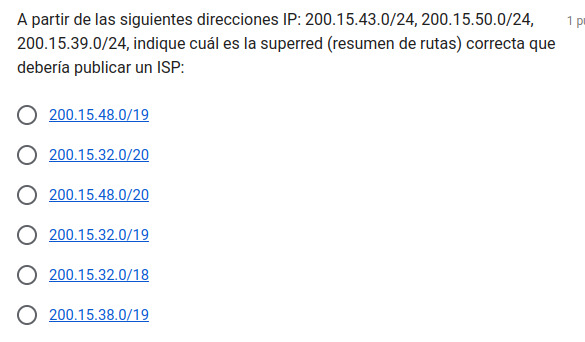 A partir de las siguientes direcciones IP: 200.15.43.0/24, 200.15.50.0/24,
200.15.39.0/24, indique cuál es la superred (resumen de rutas) correcta que
debería publicar un ISP:
1
200.15.48.0/19
200.15.32.0/20
200.15.48.0/20
200.15.32.0/19
200.15.32.0/18
200.15.38.0/19